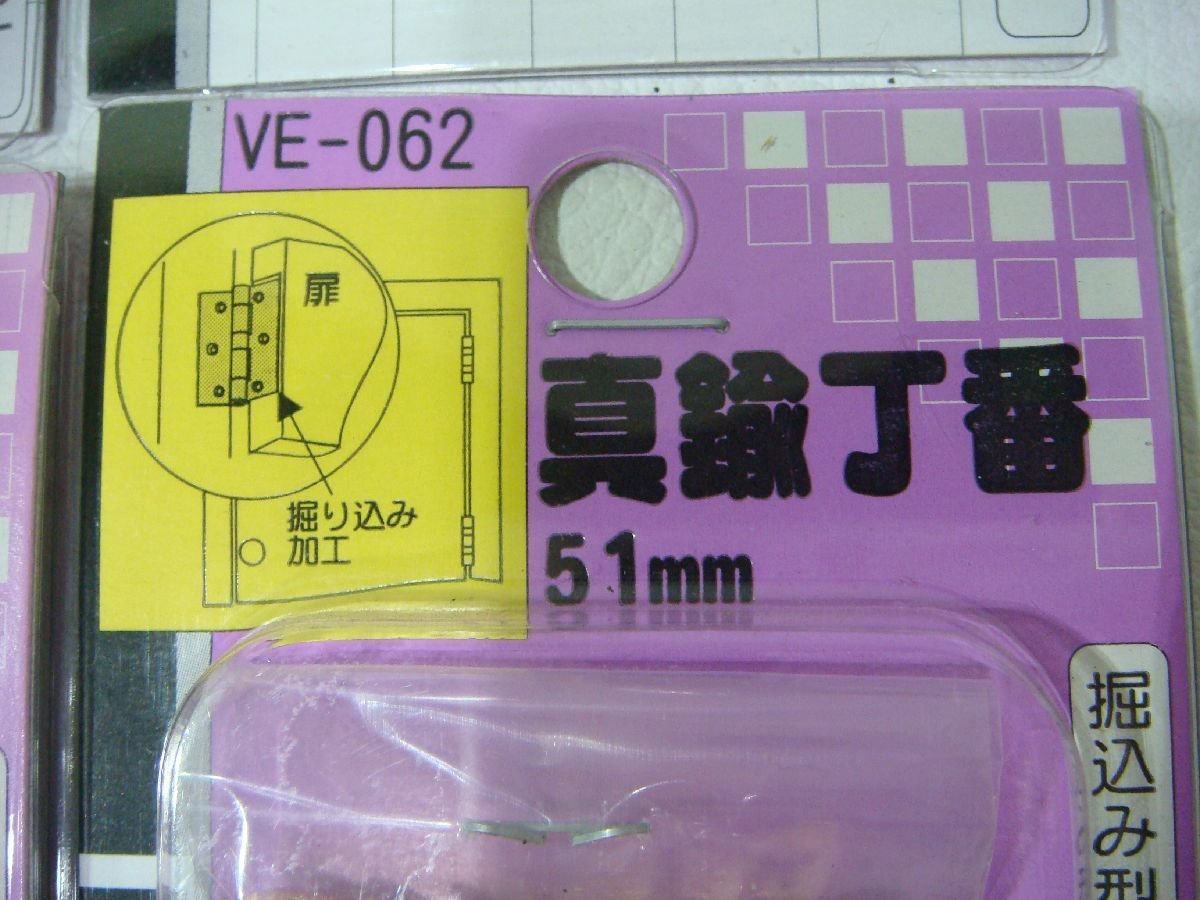 VE-062
扉
掘り込み
加工
真鍮丁番
51mm
掘込み型